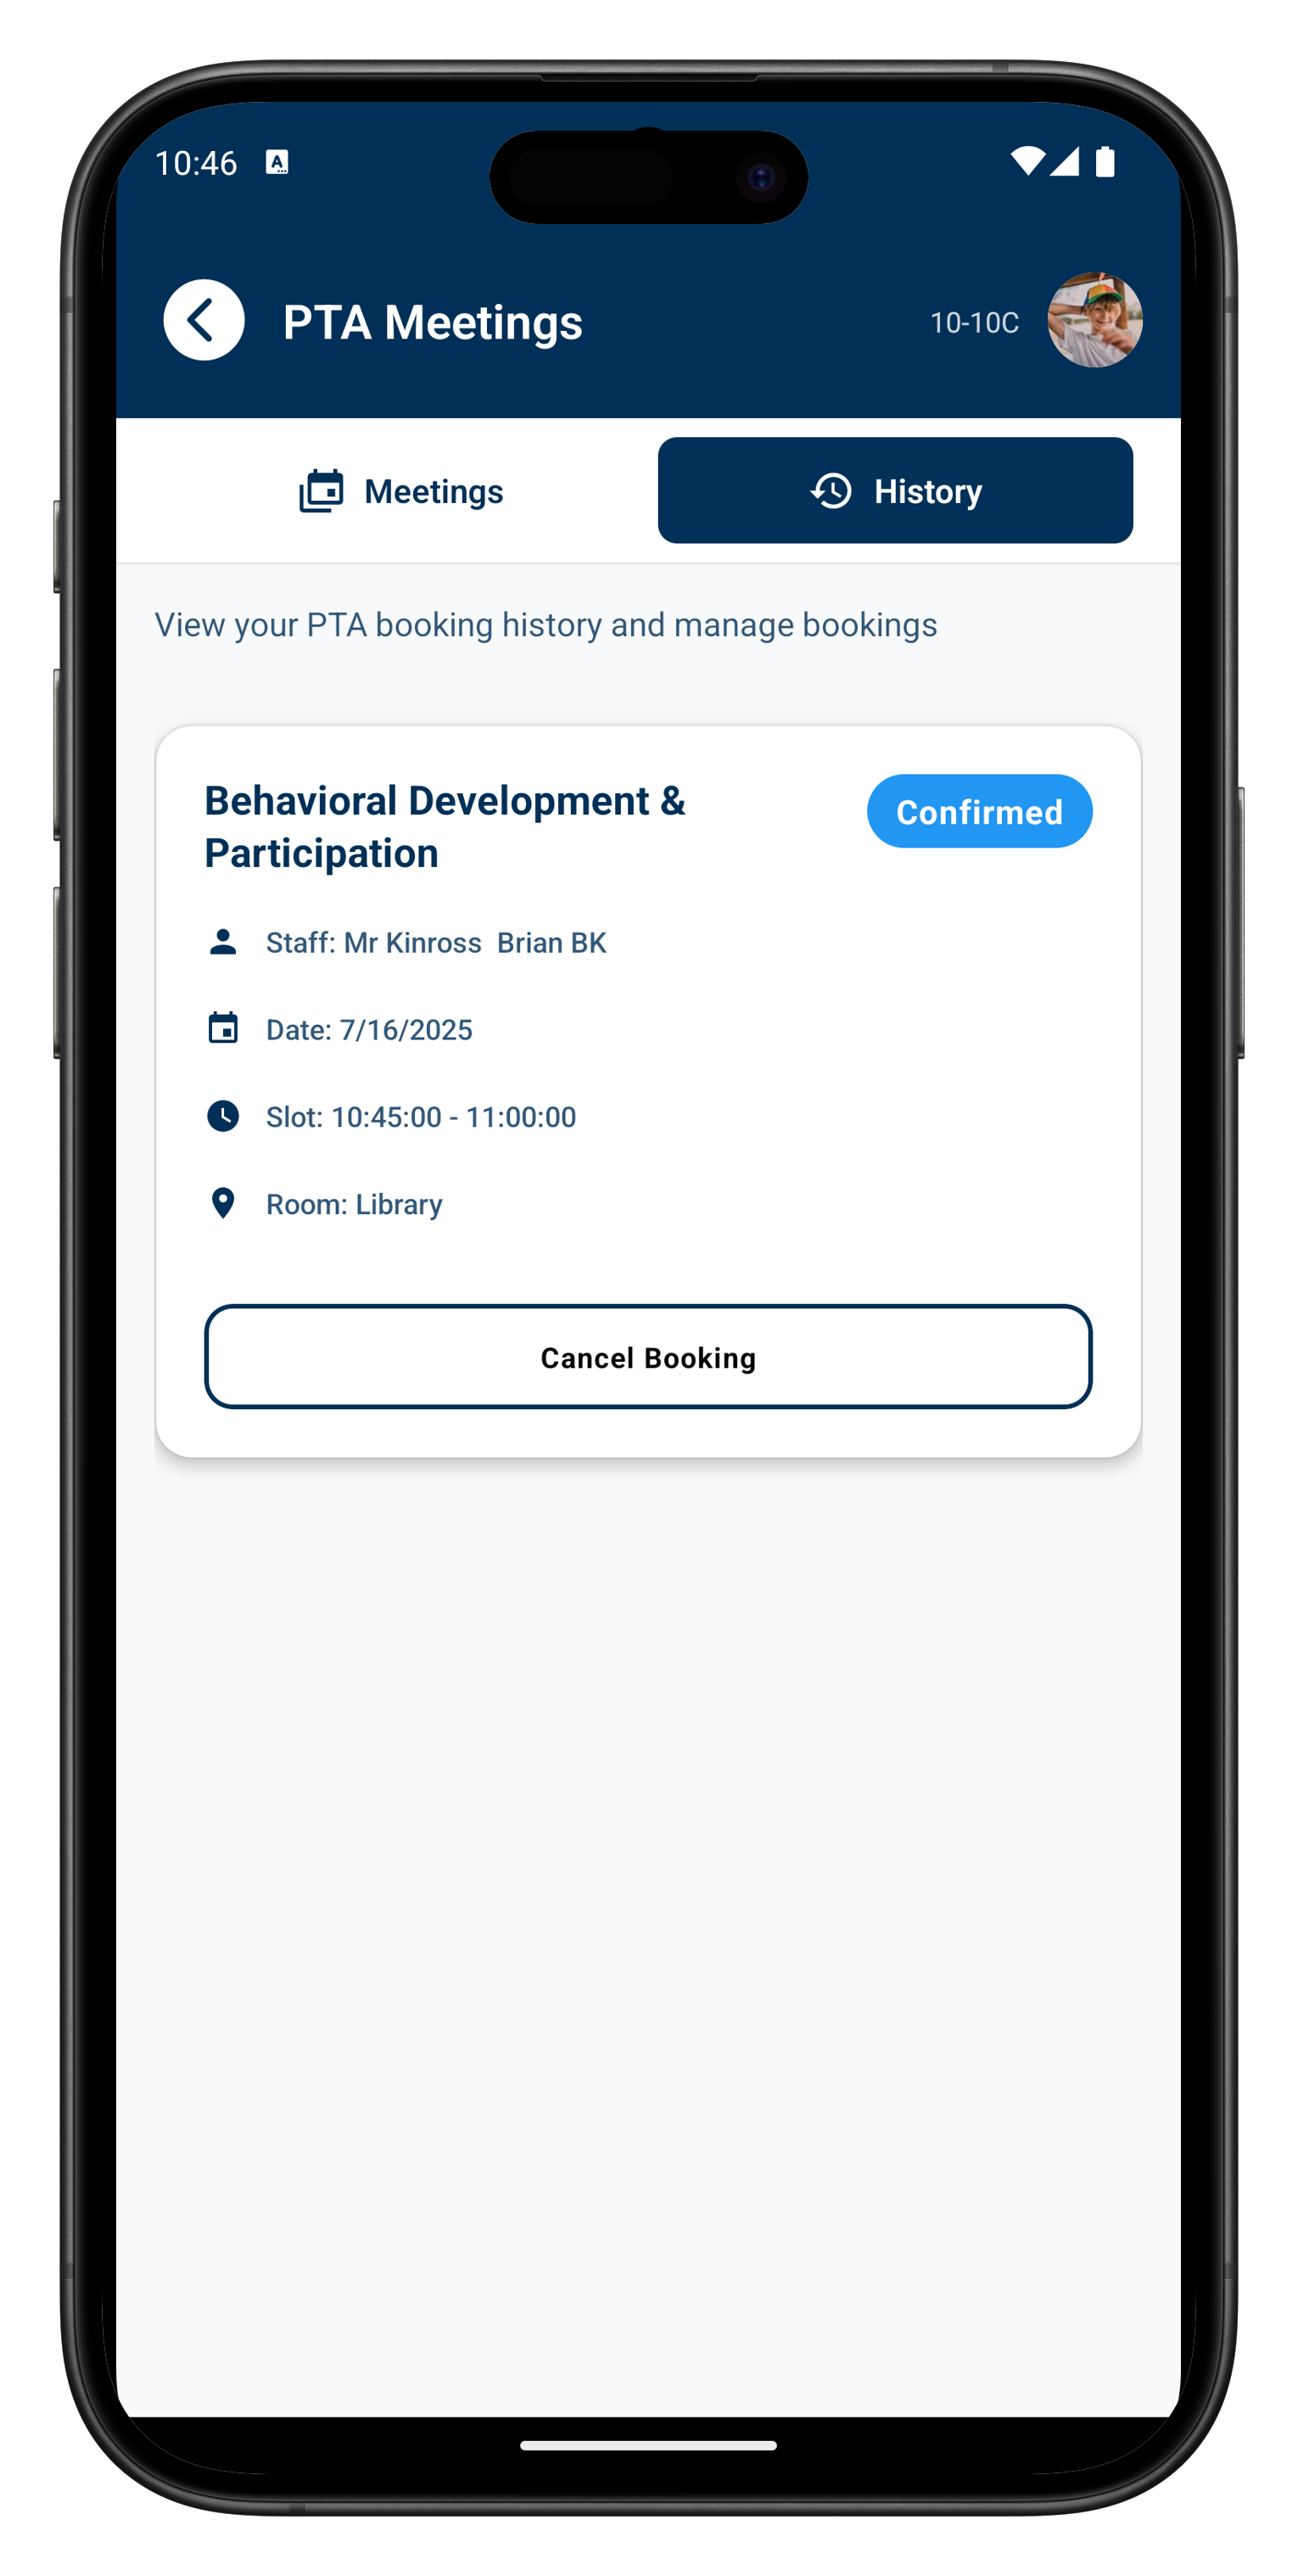 10:46
PTA Meetings
10-10C
Meetings
History
View your PTA booking history and manage bookings
Behavioral Development &
Participation
Confirmed
Staff: Mr Kinross  Brian BK
Date: 7/16/2025
Slot: 10:45:00 - 11:00:00
Room: Library
Cancel Booking